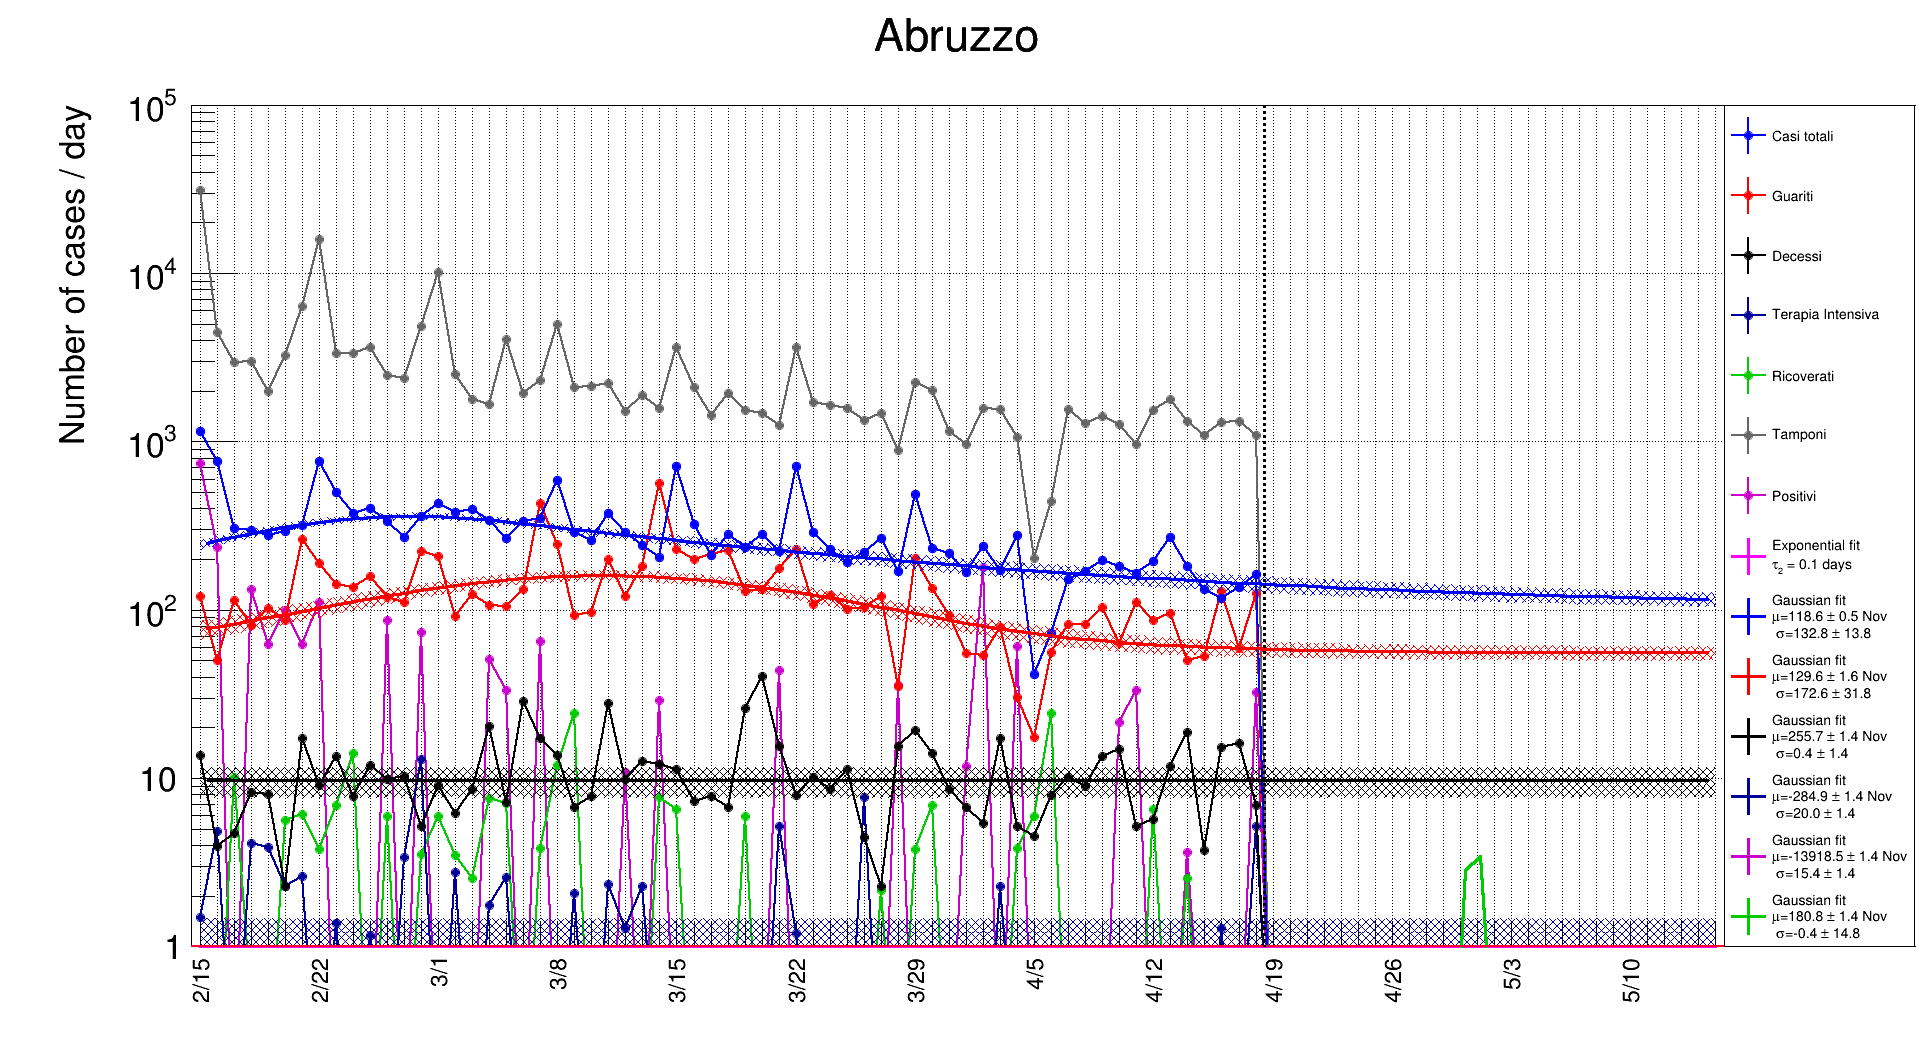 Abruzzo
Number of cases / day
10^5
10^4
10^3
10^2
10
1
2/15
2/22
3/1
3/8
3/15
3/22
3/29
4/5
4/12
4/19
4/26
5/3
5/10
Casi totali
Guariti
Decessi
Terapia Intensiva
Ricoverati
Tamponi
Positivi
Exponential fit
τ₂ = 0.1 days
Gaussian fit
μ=118.6 ± 0.5 Nov
σ=132.8 ± 13.8
Gaussian fit
μ=129.6 ± 1.6 Nov
σ=172.6 ± 31.8
Gaussian fit
μ=255.7 ± 1.4 Nov
σ=0.4 ± 1.4
Gaussian fit
μ=-284.9 ± 1.4 Nov
σ=20.0 ± 1.4
Gaussian fit
μ=-13918.5 ± 1.4 Nov
σ=15.4 ± 1.4
Gaussian fit
μ=180.8 ± 1.4 Nov
σ=-0.4 ± 14.8